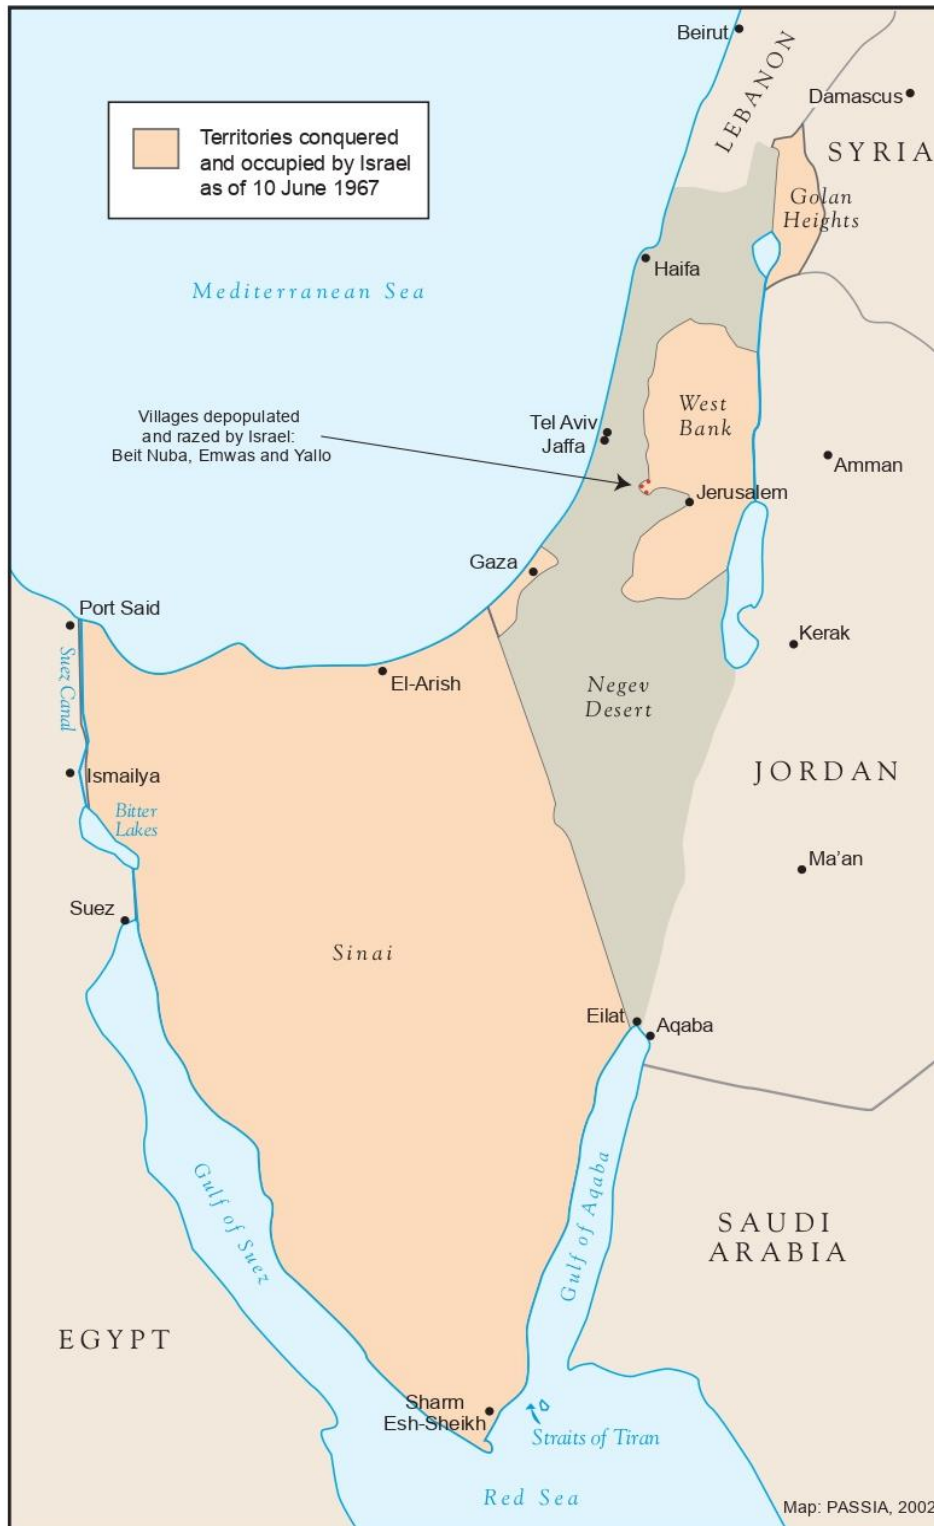 Beirut
LEBANON
Damascus
SYRIA
Territories conquered
and occupied by Israel
as of 10 June 1967
Golan
Heights
Haifa
Mediterranean Sea
West
Bank
Villages depopulated
and razed by Israel:
Beit Nuba, Emwas and Yallo
Tel Aviv
Jaffa
Amman
Jerusalem
Gaza
Port Said
Kerak
Suez Canal
El-Arish
Negev
Desert
Ismailya
JORDAN
Bitter
Lakes
Ma'an
Suez
Sinai
Eilat
Aqaba
Gulf of Suez
Gulf of Aqaba
SAUDI
ARABIA
EGYPT
Sharm
Esh-Sheikh
Straits of Tiran
Red Sea
Map: PASSIA, 2002